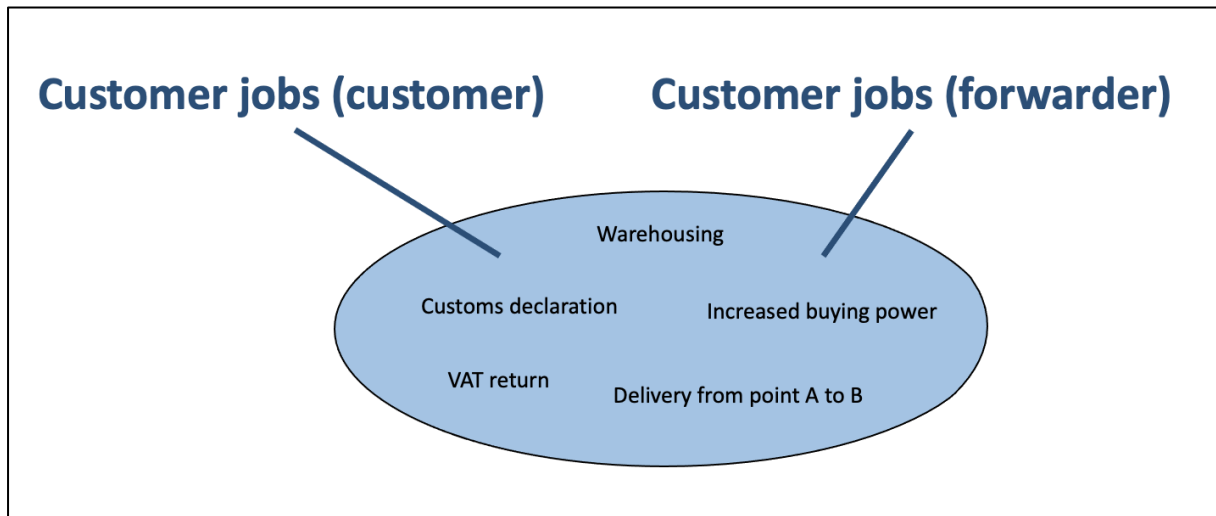 Customer jobs (customer)
Customer jobs (forwarder)
Warehousing
Customs declaration
Increased buying power
VAT return
Delivery from point A to B